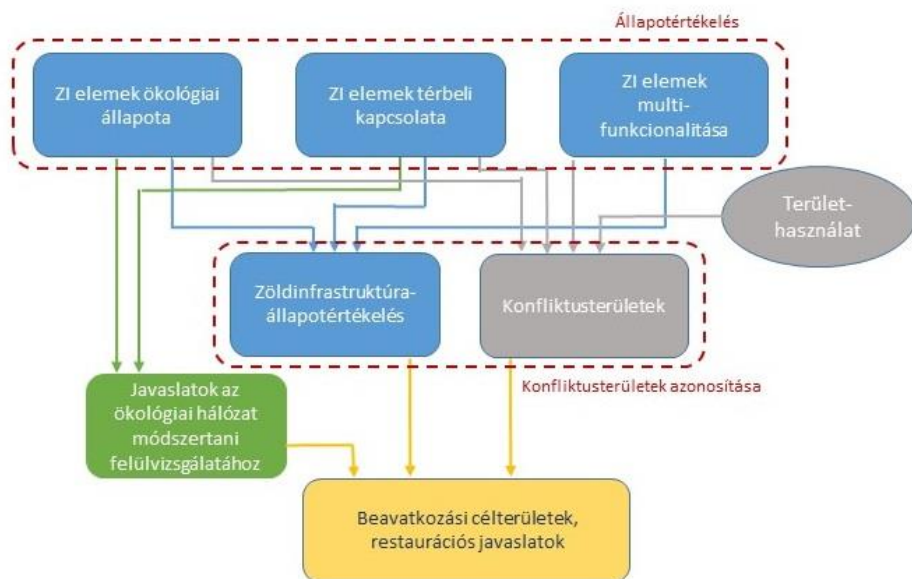 Állapotértékelés
ZI elemek ökológiai
állapota
ZI elemek térbeli
kapcsolata
ZI elemek
multi-
funkcionalitása
Terület-
használat
Zöldinfrastruktúra-
állapotértékelés
Konfliktusterületek
Konfliktusterületek azonosítása
Javaslatok az
ökológiai hálózat
módszertani
felülvizsgálatához
Beavatkozási célterületek,
restaurációs javaslatok